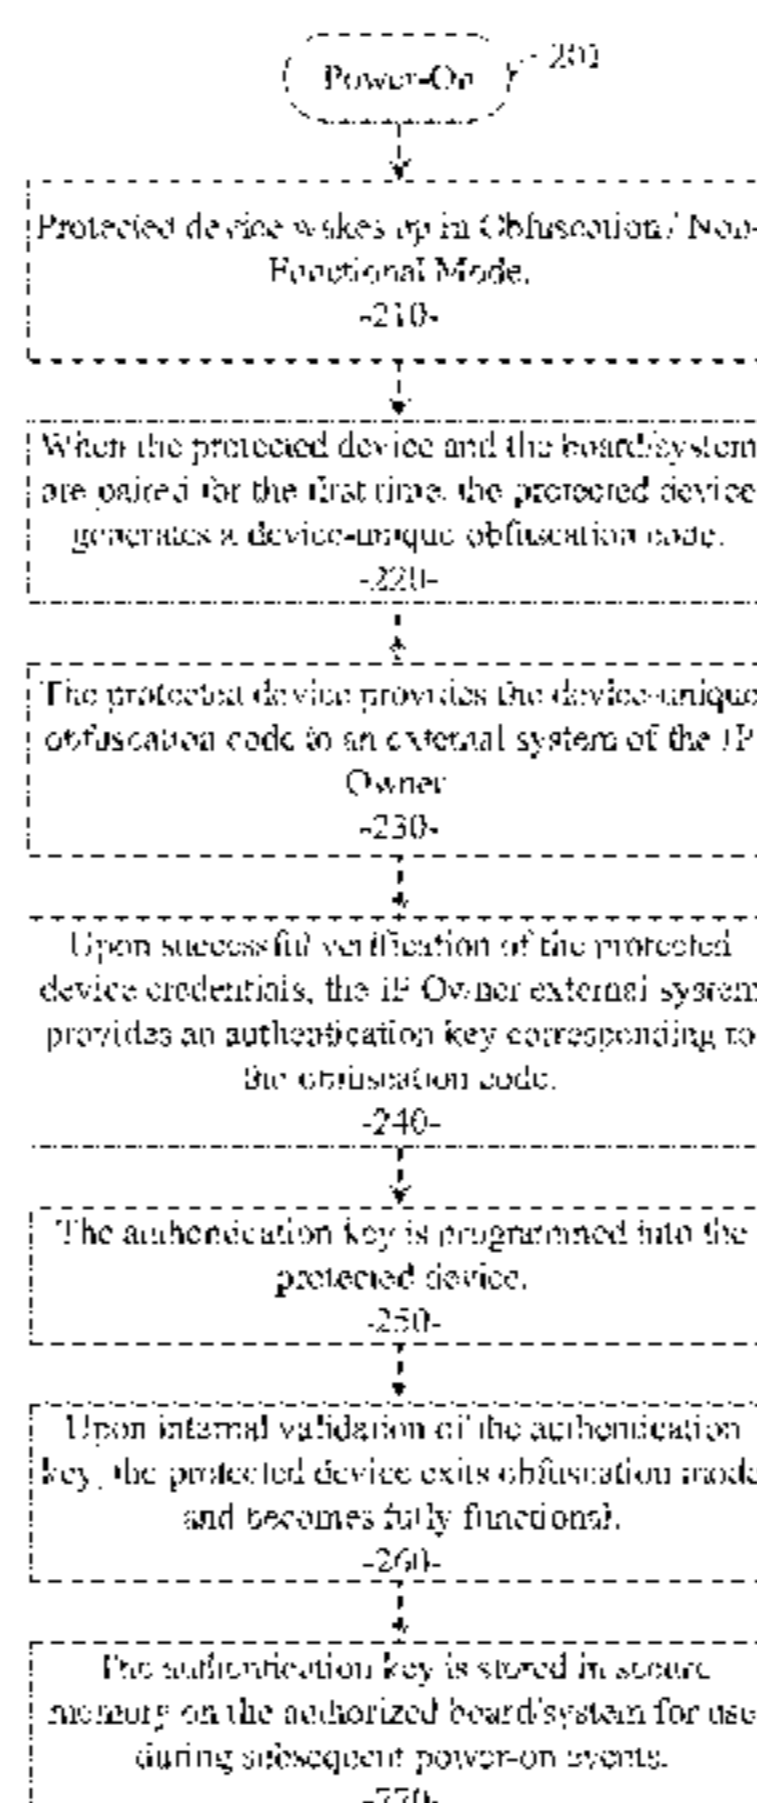 Power-On
201
Protected device wakes up in Obfuscation / Non-
Functional Mode.
-210-
When the protected device and the board/system
are paired for the first time, the protected device
generates a device-unique obfuscation code.
-220-
The protected device provides the device-unique
obfuscation code to an external system of the IP
Owner
-230-
Upon successful verification of the protected
device credentials, the IP Owner external system
provides an authentication key corresponding to
the obfuscation code.
-240-
The authentication key is programmed into the
protected device.
-250-
Upon internal validation of the authentication
key, the protected device exits obfuscation mode
and becomes fully functional.
-260-
The authentication key is stored in secure
memory on the authorized board/system for use
during subsequent power-on events.